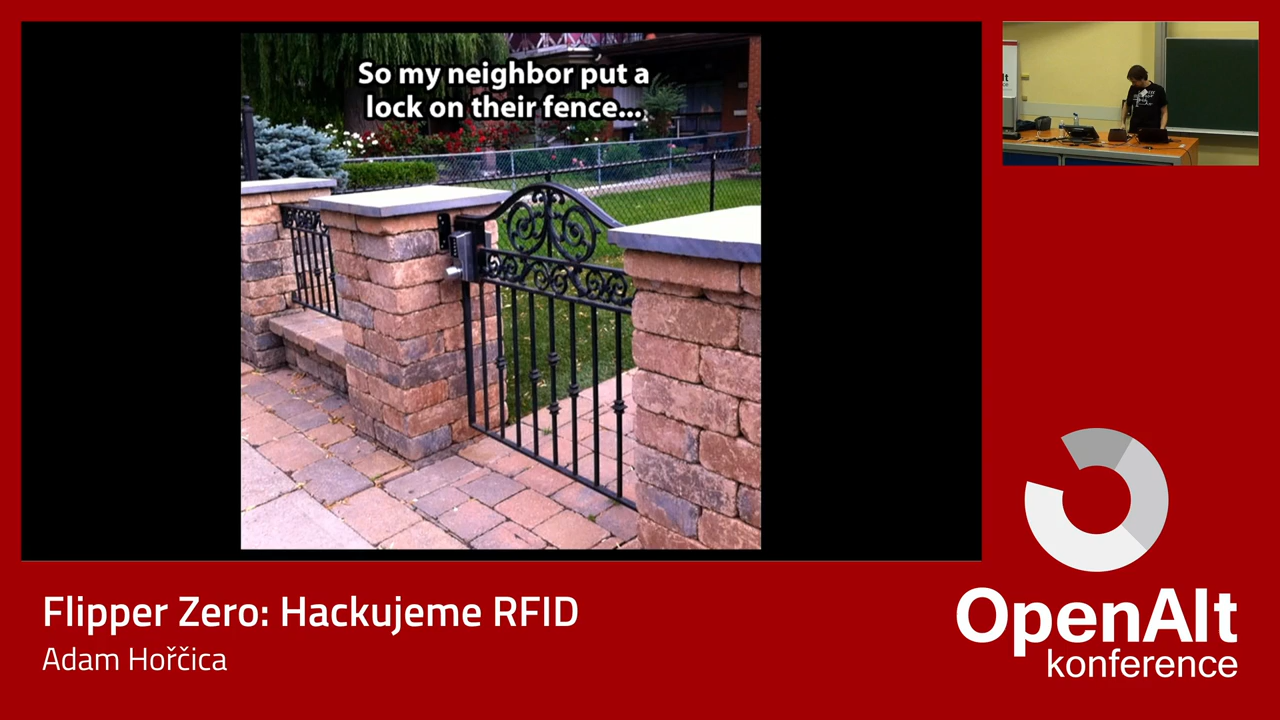 So my neighbor put a
lock on their fence...
Flipper Zero: Hackujeme RFID
Adam Hořčica
OpenAlt
konference